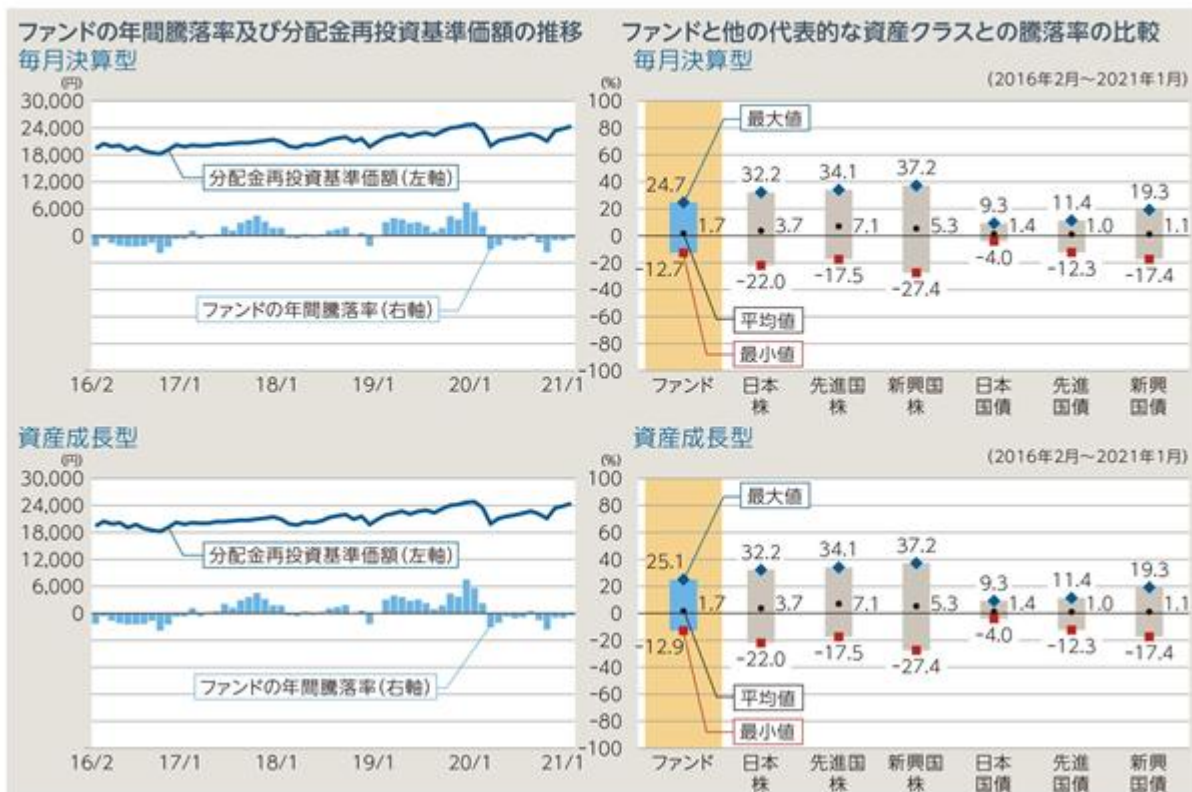 ファンドの年間騰落率及び分配金再投資基準価額の推移
毎月決算型
(円)
30,000
24,000
18,000
12,000
6,000
0
分配金再投資基準価額(左軸)
ファンドの年間騰落率(右軸)
16/2 17/1 18/1 19/1 20/1 21/1
ファンドと他の代表的な資産クラスとの騰落率の比較
毎月決算型
(2016年2月～2021年1月)
(%)
100
80
60
40
20
0
-20
-40
-60
-80
-100
最大値
24.7 32.2 34.1 37.2 9.3 11.4 19.3
1.7 3.7 7.1 5.3 1.4 1.0 1.1
-12.7 -22.0 -17.5 -27.4 -4.0 -12.3 -17.4
平均値
最小値
ファンド 日本株 先進国株 新興国株 日本国債 先進国債 新興国債
資産成長型
(円)
30,000
24,000
18,000
12,000
6,000
0
分配金再投資基準価額(左軸)
ファンドの年間騰落率(右軸)
16/2 17/1 18/1 19/1 20/1 21/1
資産成長型
(2016年2月～2021年1月)
(%)
100
80
60
40
20
0
-20
-40
-60
-80
-100
最大値
25.1 32.2 34.1 37.2 9.3 11.4 19.3
1.7 3.7 7.1 5.3 1.4 1.0 1.1
-12.9 -22.0 -17.5 -27.4 -4.0 -12.3 -17.4
平均値
最小値
ファンド 日本株 先進国株 新興国株 日本国債 先進国債 新興国債